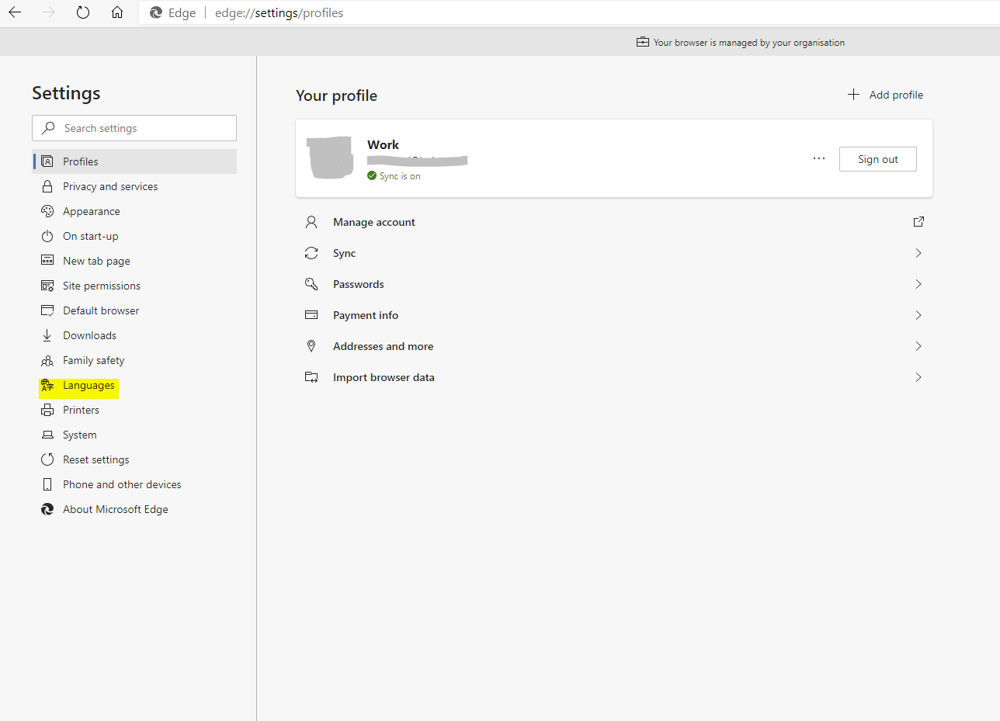 Edge | edge://settings/profiles
Your browser is managed by your organisation
Settings
Search settings
Profiles
Privacy and services
Appearance
On start-up
New tab page
Site permissions
Default browser
Downloads
Family safety
Languages
Printers
System
Reset settings
Phone and other devices
About Microsoft Edge
Your profile
Add profile
Work
Sync is on
Sign out
Manage account
Sync
Passwords
Payment info
Addresses and more
Import browser data